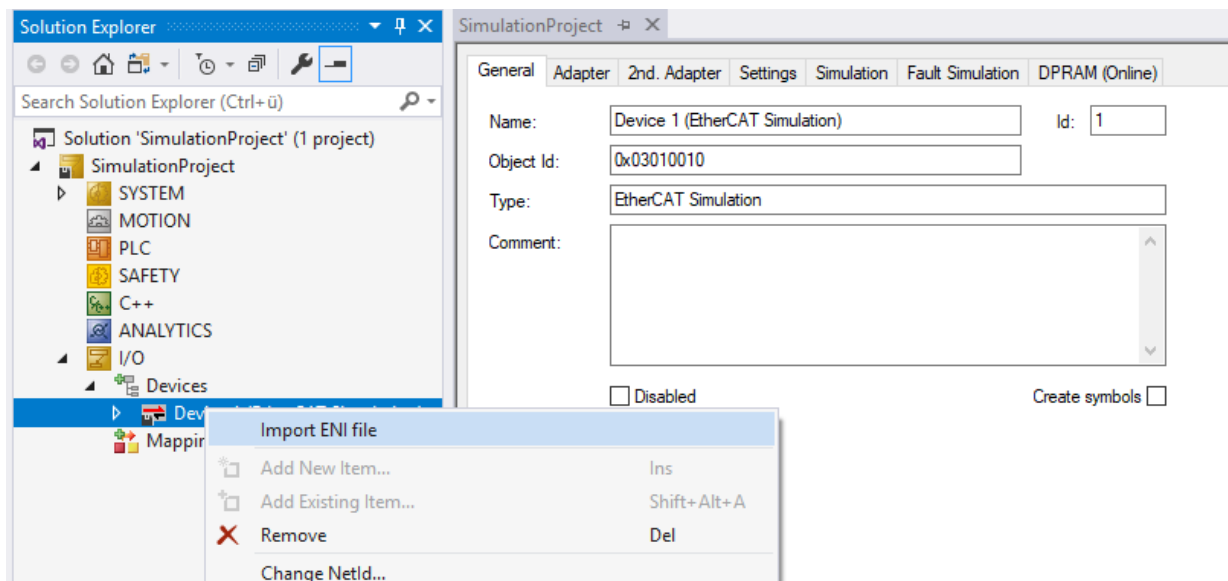 Solution Explorer
Search Solution Explorer (Ctrl+ü)
Solution 'SimulationProject' (1 project)
SimulationProject
SYSTEM
MOTION
PLC
SAFETY
C++
ANALYTICS
I/O
Devices
Mappin
Import ENI file
Add New Item... Ins
Add Existing Item... Shift+Alt+A
Remove Del
Change NetId...
SimulationProject
General Adapter 2nd. Adapter Settings Simulation Fault Simulation DPRAM (Online)
Name: Device 1 (EtherCAT Simulation) Id: 1
Object Id: 0x03010010
Type: EtherCAT Simulation
Comment:
Disabled Create symbols